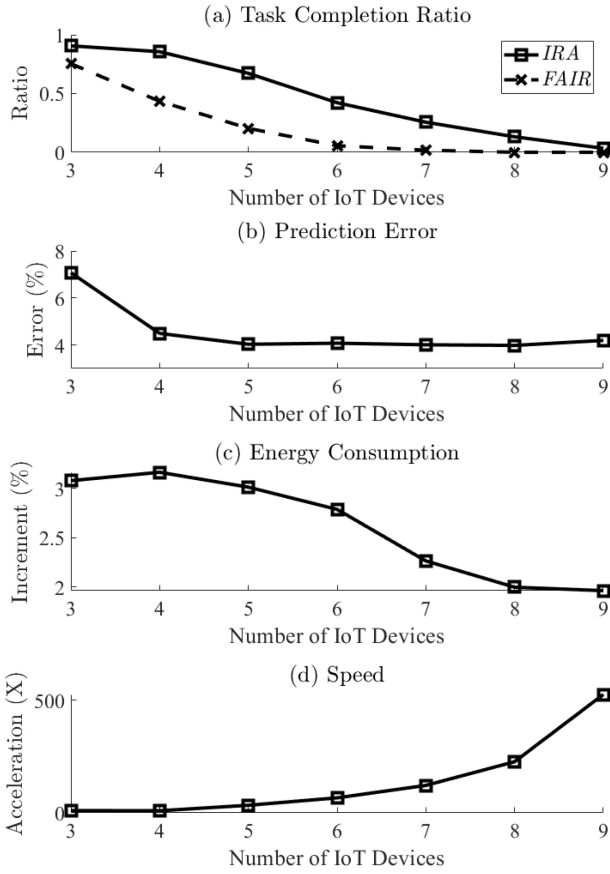 (a) Task Completion Ratio
1
0.5
0
Ratio
IRA
FAIR
3 4 5 6 7 8 9
Number of IoT Devices
(b) Prediction Error
8
6
4
Error (%)
3 4 5 6 7 8 9
Number of IoT Devices
(c) Energy Consumption
3
2.5
2
Increment (%)
3 4 5 6 7 8 9
Number of IoT Devices
(d) Speed
500
0
Acceleration (X)
3 4 5 6 7 8 9
Number of IoT Devices